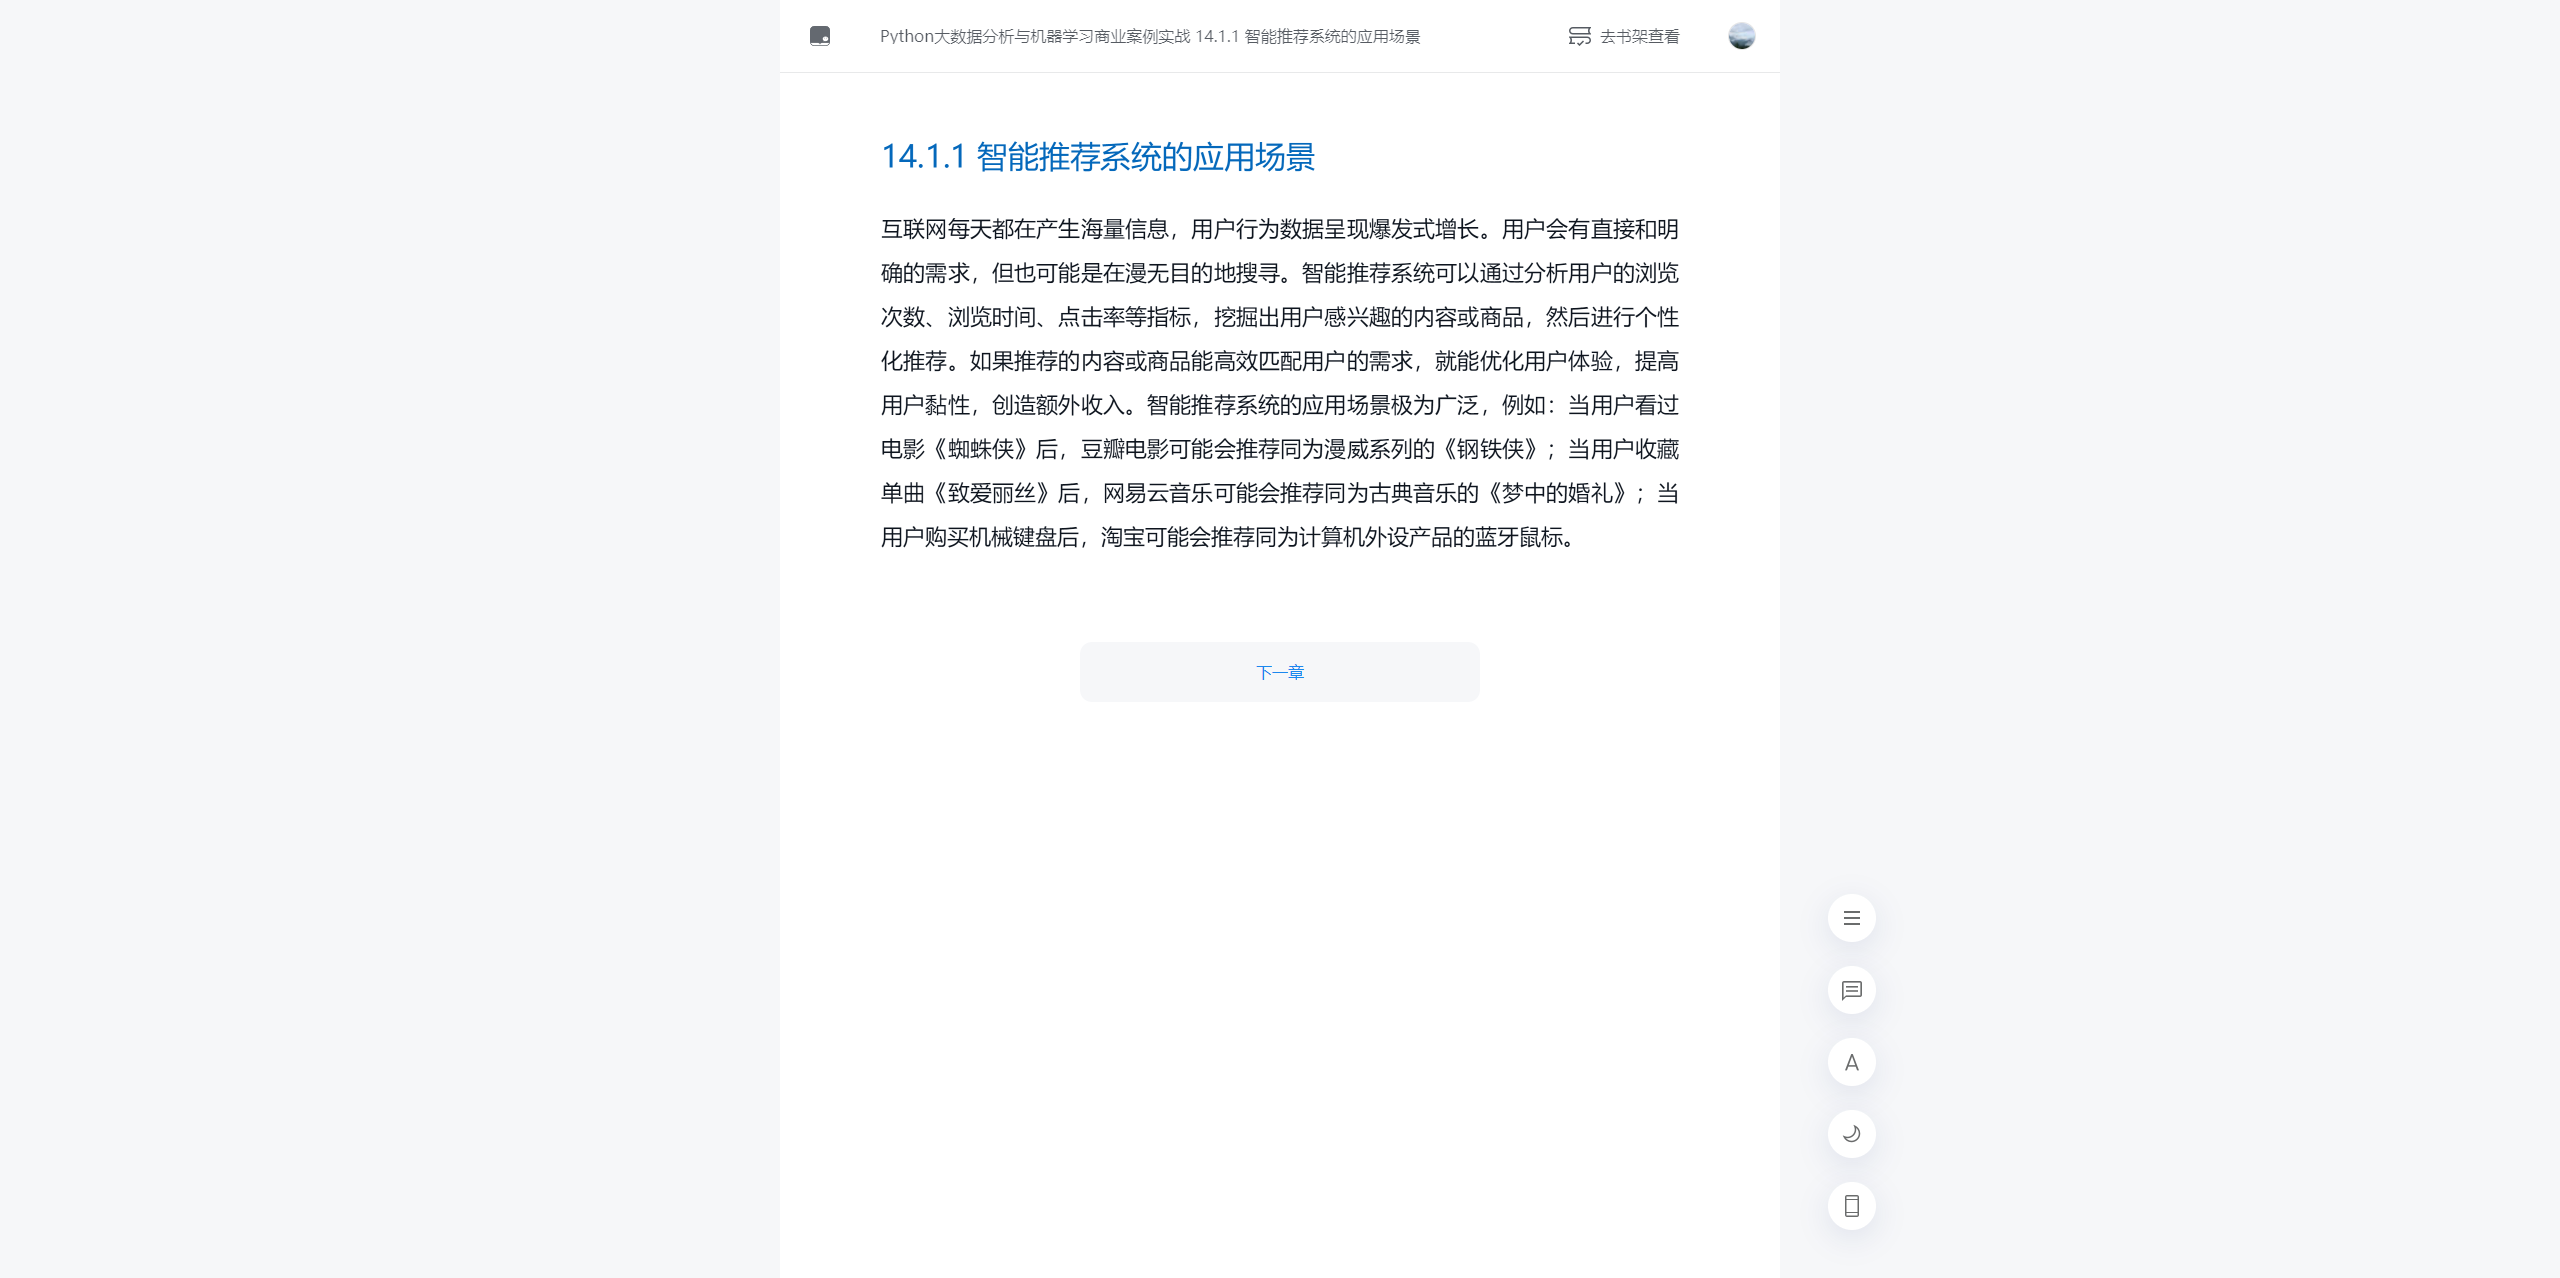 Python大数据分析与机器学习商业案例实战 14.1.1 智能推荐系统的应用场景
去书架查看
14.1.1 智能推荐系统的应用场景
互联网每天都在产生海量信息，用户行为数据呈现爆发式增长。用户会有直接和明
确的需求，但也可能是在漫无目的地搜寻。智能推荐系统可以通过分析用户的浏览
次数、浏览时间、点击率等指标，挖掘出用户感兴趣的内容或商品，然后进行个性
化推荐。如果推荐的内容或商品能高效匹配用户的需求，就能优化用户体验，提高
用户黏性，创造额外收入。智能推荐系统的应用场景极为广泛，例如：当用户看过
电影《蜘蛛侠》后，豆瓣电影可能会推荐同为漫威系列的《钢铁侠》；当用户收藏
单曲《致爱丽丝》后，网易云音乐可能会推荐同为古典音乐的《梦中的婚礼》；当
用户购买机械键盘后，淘宝可能会推荐同为计算机外设产品的蓝牙鼠标。
下一章
A